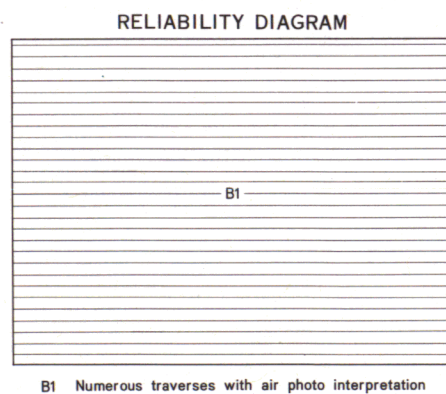 RELIABILITY DIAGRAM
B1
B1 Numerous traverses with air photo interpretation